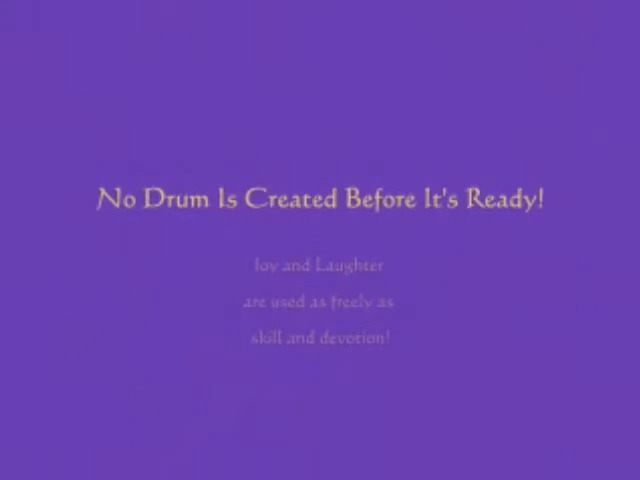 No Drum Is Created Before It's Ready!
Joy and Laughter
are used as freely as
skill and devotion!